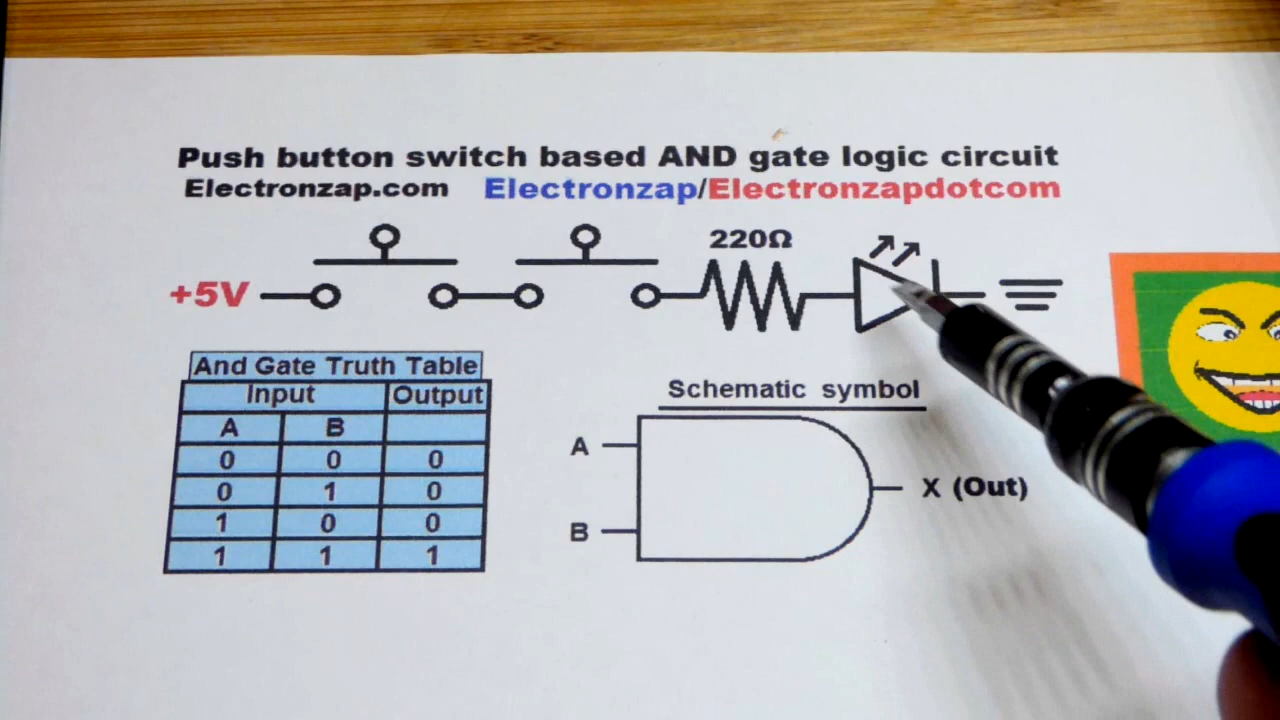 Push button switch based AND gate logic circuit
Electronzap.com Electronzap/Electronzapdotcom
220Ω
+5V
And Gate Truth Table
Input Output
A B
0 0 0
0 1 0
1 0 0
1 1 1
Schematic symbol
A
X (Out)
B